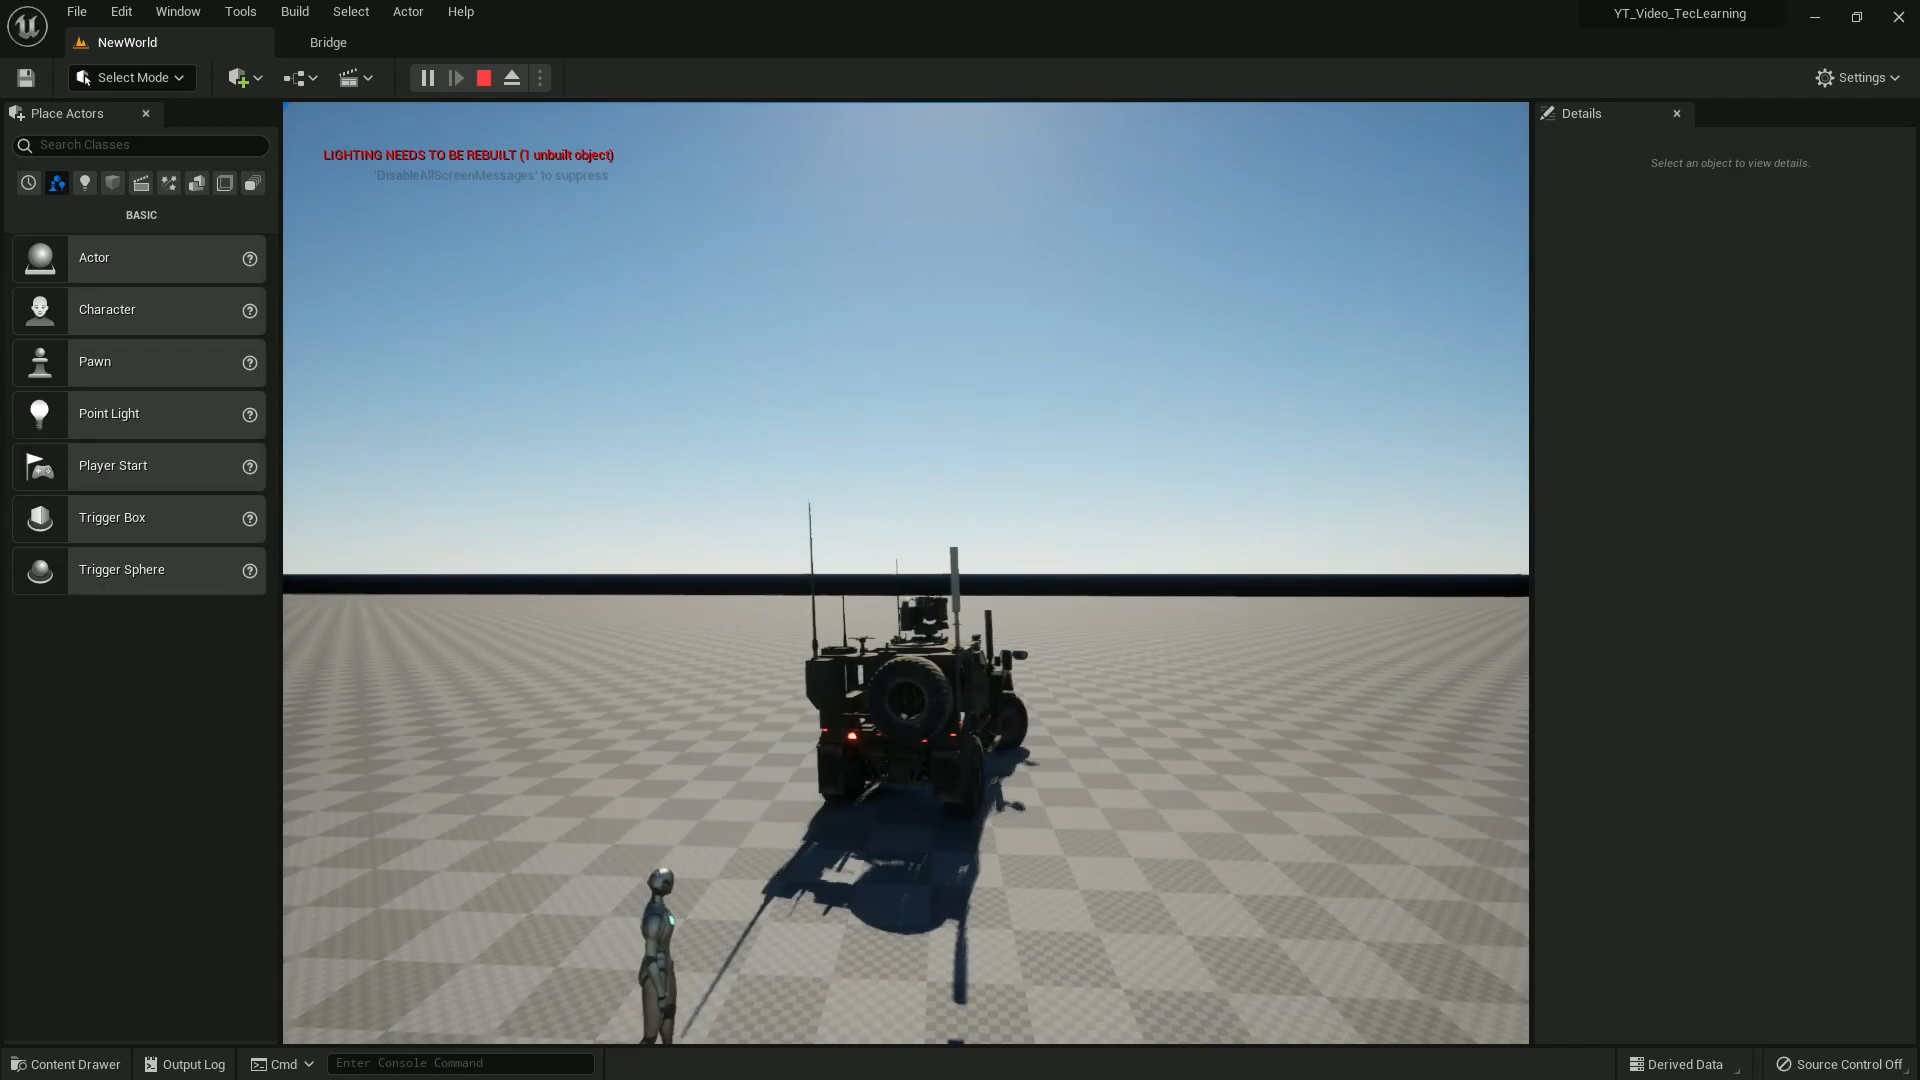 File Edit Window Tools Build Select Actor Help
YT_Video_TecLearning
NewWorld
Bridge
Select Mode
Settings
Place Actors
Details
Search Classes
Select an object to view details.
LIGHTING NEEDS TO BE REBUILT (1 unbuilt object)
'DisableAllScreenMessages' to suppress
BASIC
Actor
Character
Pawn
Point Light
Player Start
Trigger Box
Trigger Sphere
Content Drawer
Output Log
Cmd
Enter Console Command
Derived Data
Source Control Off